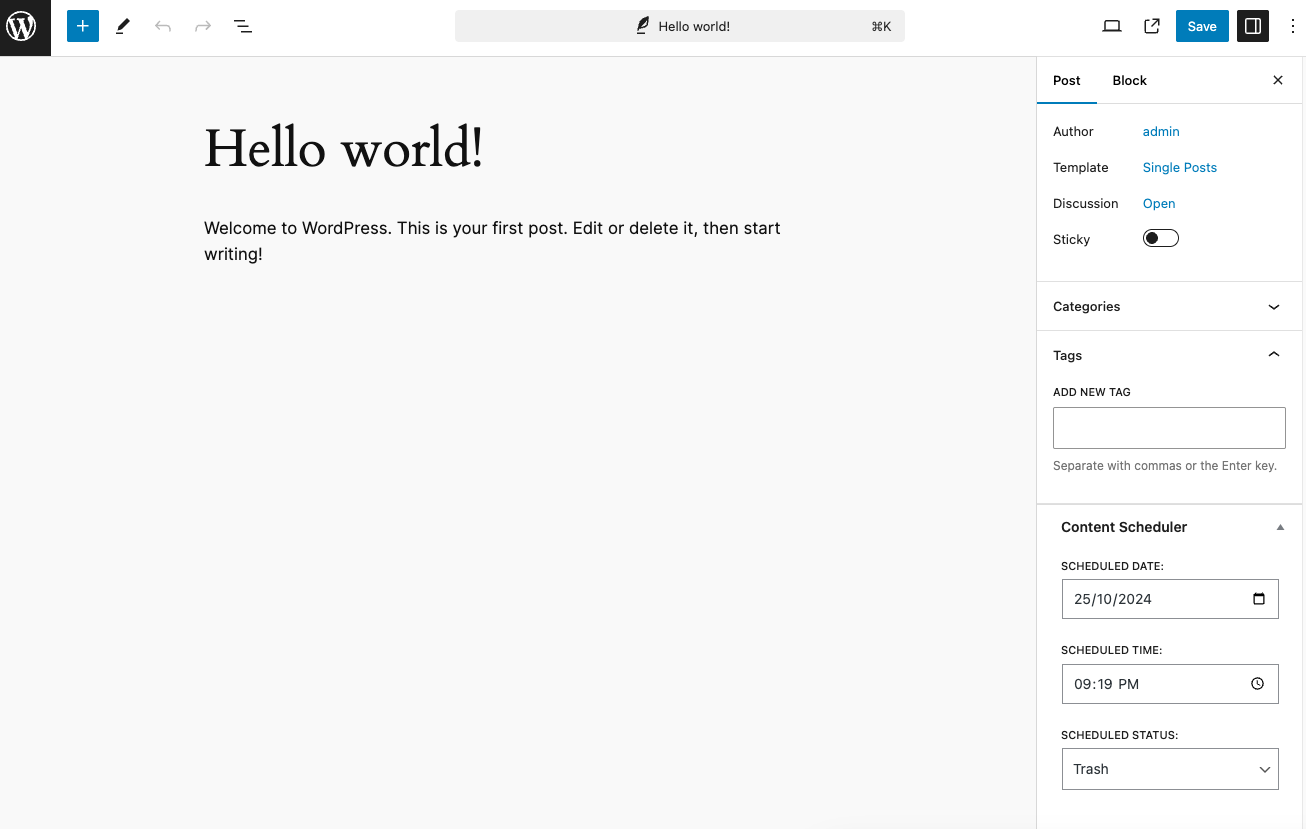 Hello world!
⌘K
Save
Post
Block
Hello world!
Welcome to WordPress. This is your first post. Edit or delete it, then start
writing!
Author
admin
Template
Single Posts
Discussion
Open
Sticky
Categories
Tags
ADD NEW TAG
Separate with commas or the Enter key.
Content Scheduler
SCHEDULED DATE:
25/10/2024
SCHEDULED TIME:
09:19 PM
SCHEDULED STATUS:
Trash